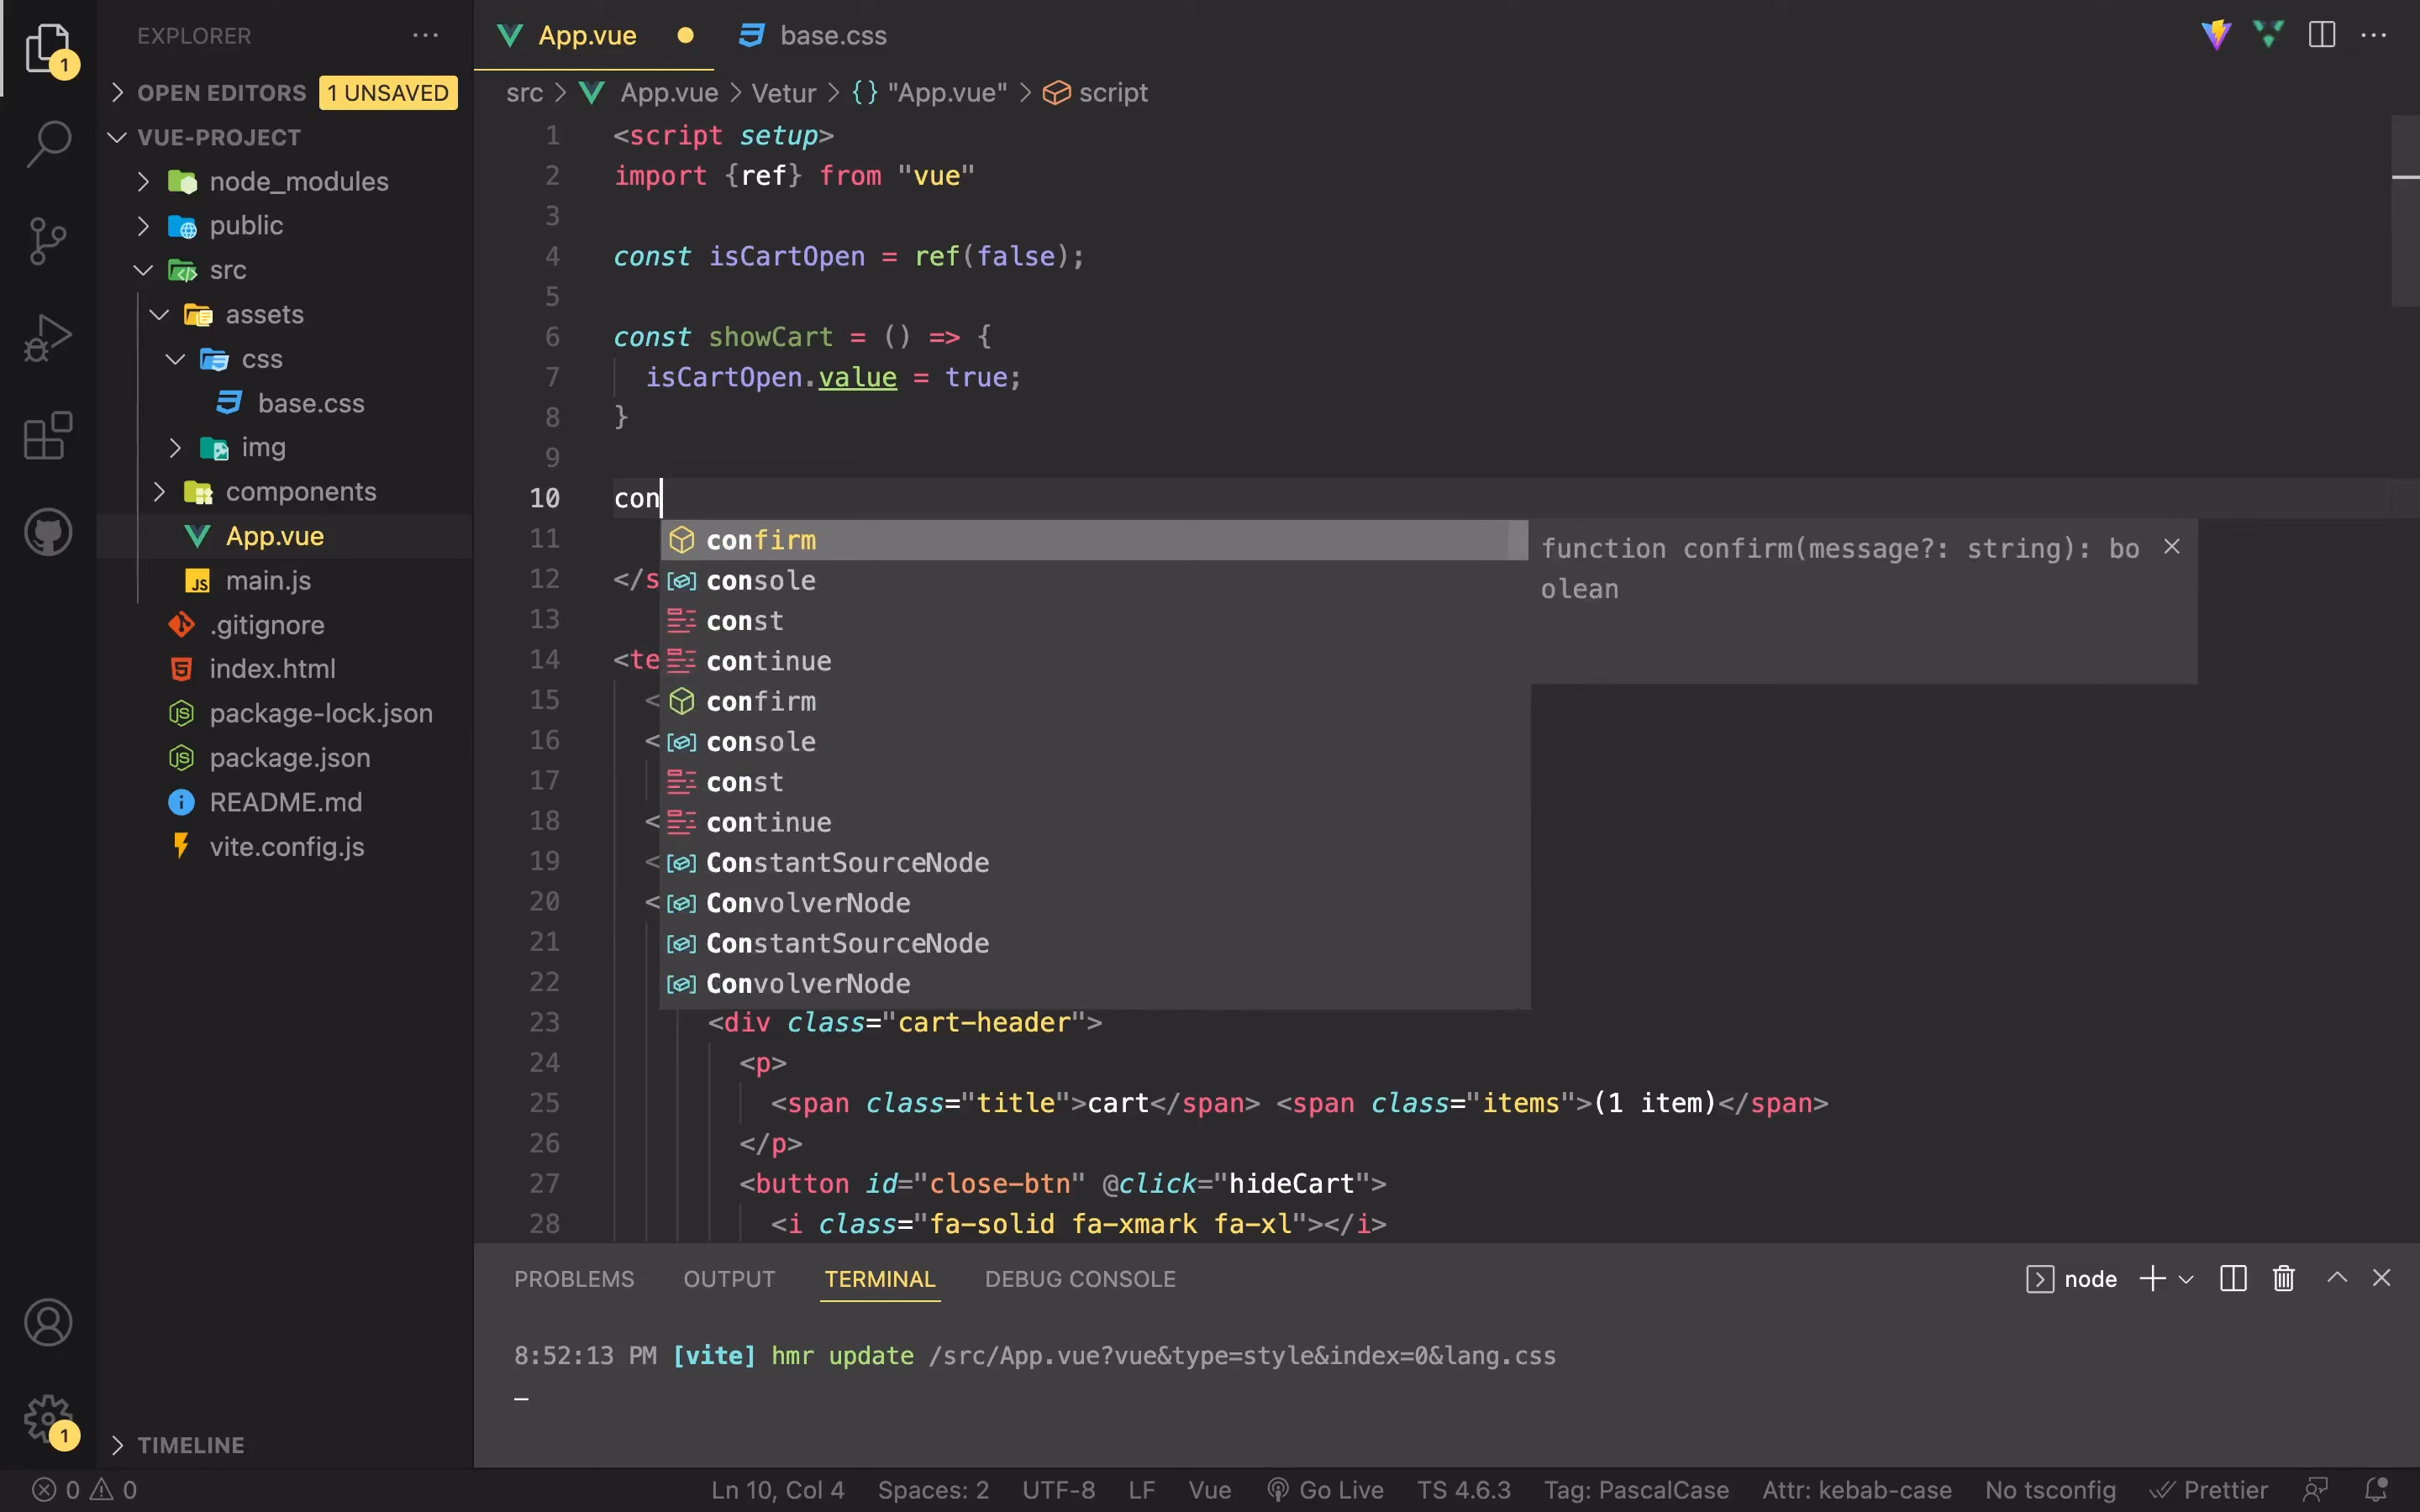 EXPLORER
App.vue
base.css
1
OPEN EDITORS 1 UNSAVED
src > App.vue > Vetur > {} "App.vue" > script
VUE-PROJECT
node_modules
public
src
assets
css
base.css
img
components
App.vue
JS main.js
.gitignore
index.html
package-lock.json
package.json
README.md
vite.config.js
1 <script setup>
2 import {ref} from "vue"
3
4 const isCartOpen = ref(false);
5
6 const showCart = () => {
7 isCartOpen.value = true;
8 }
9
10 con
11
12 </s
13
14 <te
15 <
16 <
17
18 <
19 <
20 <
21
22
confirm
console
const
continue
confirm
console
const
continue
ConstantSourceNode
ConvolverNode
ConstantSourceNode
ConvolverNode
function confirm(message?: string): bo
olean
23 <div class="cart-header">
24 <p>
25 <span class="title">cart</span> <span class="items">(1 item)</span>
26 </p>
27 <button id="close-btn" @click="hideCart">
28 <i class="fa-solid fa-xmark fa-xl"></i>
PROBLEMS OUTPUT TERMINAL DEBUG CONSOLE
node
8:52:13 PM [vite] hmr update /src/App.vue?vue&type=style&index=0&lang.css
1
TIMELINE
0 0
Ln 10, Col 4 Spaces: 2 UTF-8 LF Vue Go Live TS 4.6.3 Tag: PascalCase Attr: kebab-case No tsconfig Prettier